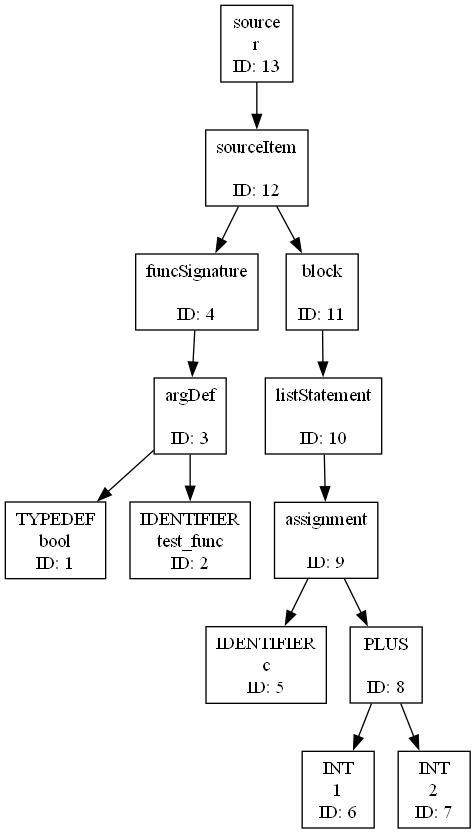 source
r
ID: 13
sourceItem
ID: 12
funcSignature
ID: 4
block
ID: 11
argDef
ID: 3
listStatement
ID: 10
TYPEDEF
bool
ID: 1
IDENTIFIER
test_func
ID: 2
assignment
ID: 9
IDENTIFIER
c
ID: 5
PLUS
ID: 8
INT
1
ID: 6
INT
2
ID: 7